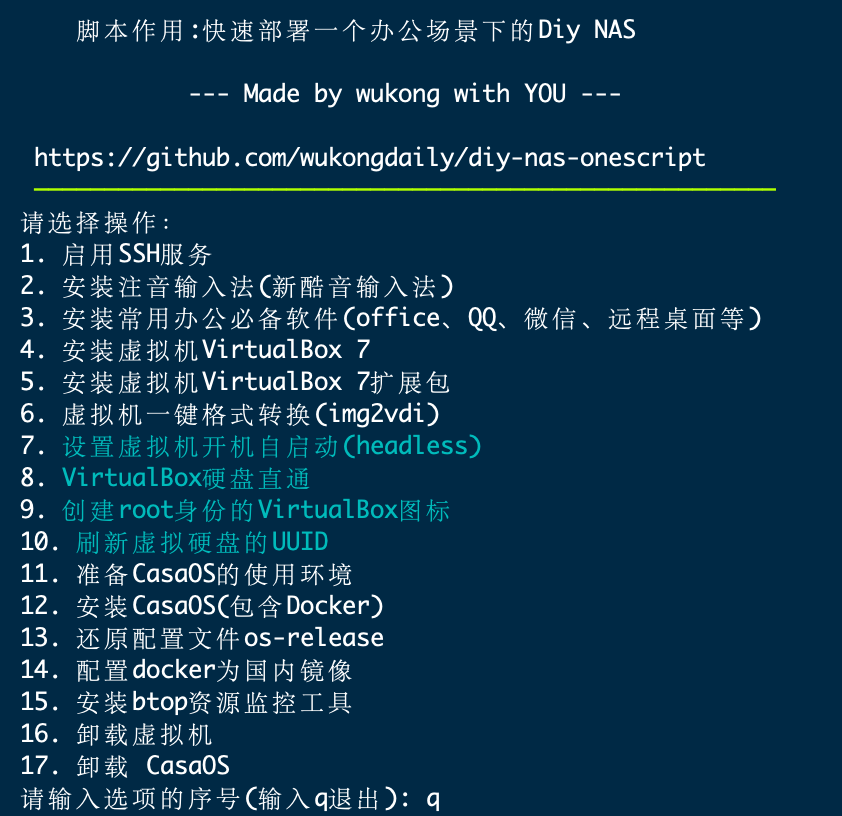 脚本作用:快速部署一个办公场景下的Diy NAS
--- Made by wukong with YOU ---
https://github.com/wukongdaily/diy-nas-onescript
请选择操作：
1. 启用SSH服务
2. 安装注音输入法(新酷音输入法)
3. 安装常用办公必备软件(office、QQ、微信、远程桌面等)
4. 安装虚拟机VirtualBox 7
5. 安装虚拟机VirtualBox 7扩展包
6. 虚拟机一键格式转换(img2vdi)
7. 设置虚拟机开机自启动(headless)
8. VirtualBox硬盘直通
9. 创建root身份的VirtualBox图标
10. 刷新虚拟硬盘的UUID
11. 准备CasaOS的使用环境
12. 安装CasaOS(包含Docker)
13. 还原配置文件os-release
14. 配置docker为国内镜像
15. 安装btop资源监控工具
16. 卸载虚拟机
17. 卸载 CasaOS
请输入选项的序号(输入q退出): q